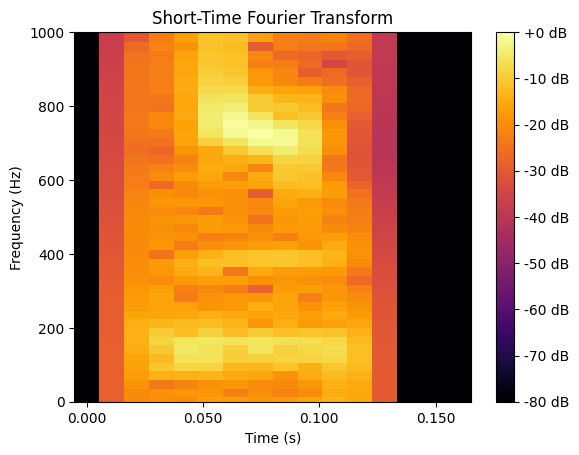 Short-Time Fourier Transform
1000
800
600
400
200
0
Frequency (Hz)
0.000
0.050
0.100
0.150
Time (s)
+0 dB
-10 dB
-20 dB
-30 dB
-40 dB
-50 dB
-60 dB
-70 dB
-80 dB